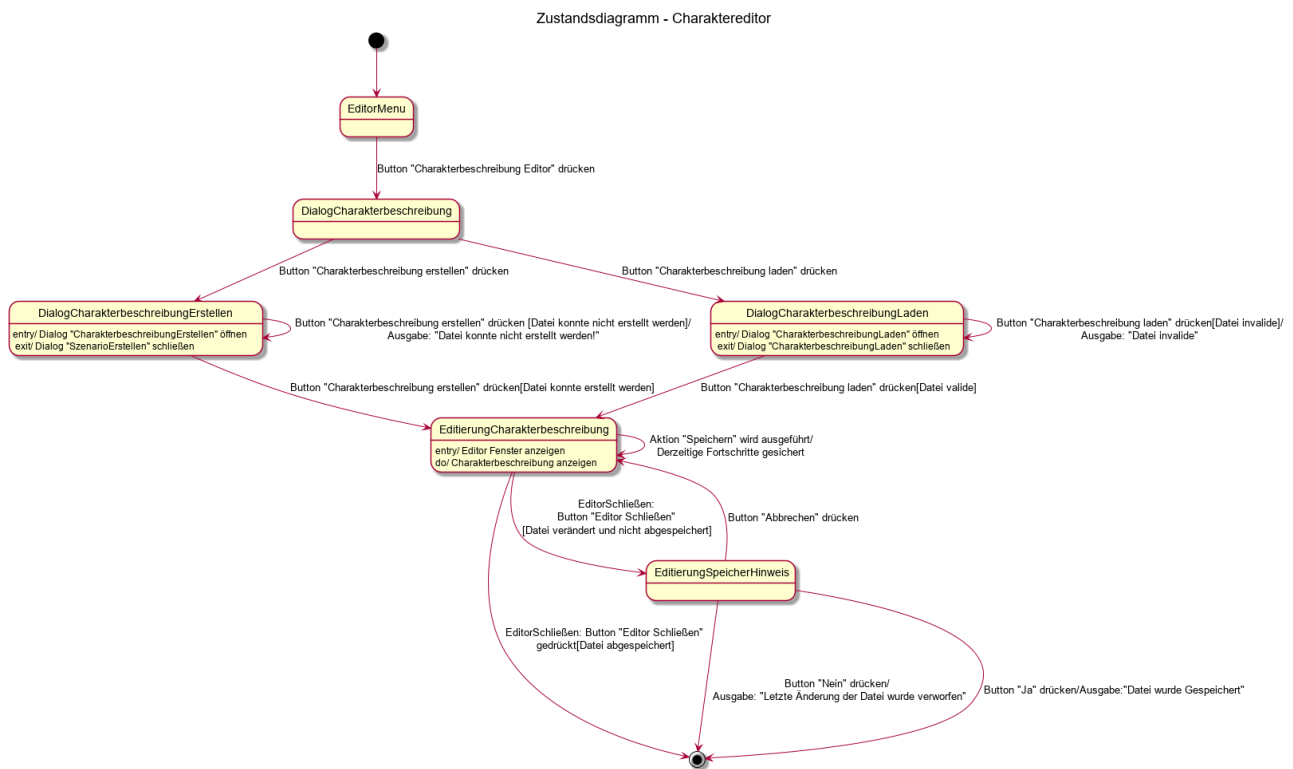 Zustandsdiagramm - Charaktereditor
EditorMenu
Button "Charakterbeschreibung Editor" drücken
DialogCharakterbeschreibung
Button "Charakterbeschreibung erstellen" drücken
Button "Charakterbeschreibung laden" drücken
DialogCharakterbeschreibungErstellen
entry/ Dialog "CharakterbeschreibungErstellen" öffnen
exit/ Dialog "SzenarioErstellen" schließen
Button "Charakterbeschreibung erstellen" drücken [Datei konnte nicht erstellt werden]/
Ausgabe: "Datei konnte nicht erstellt werden!"
DialogCharakterbeschreibungLaden
entry/ Dialog "CharakterbeschreibungLaden" öffnen
exit/ Dialog "CharakterbeschreibungLaden" schließen
Button "Charakterbeschreibung laden" drücken[Datei invalide]/
Ausgabe: "Datei invalide"
Button "Charakterbeschreibung erstellen" drücken[Datei konnte erstellt werden]
Button "Charakterbeschreibung laden" drücken[Datei valide]
EditierungCharakterbeschreibung
entry/ Editor Fenster anzeigen
do/ Charakterbeschreibung anzeigen
Aktion "Speichern" wird ausgeführt/
Derzeitige Fortschritte gesichert
EditorSchließen:
Button "Editor Schließen"
[Datei verändert und nicht abgespeichert]
Button "Abbrechen" drücken
EditierungSpeicherHinweis
EditorSchließen: Button "Editor Schließen"
gedrückt[Datei abgespeichert]
Button "Nein" drücken/
Ausgabe: "Letzte Änderung der Datei wurde verworfen"
Button "Ja" drücken/Ausgabe:"Datei wurde Gespeichert"